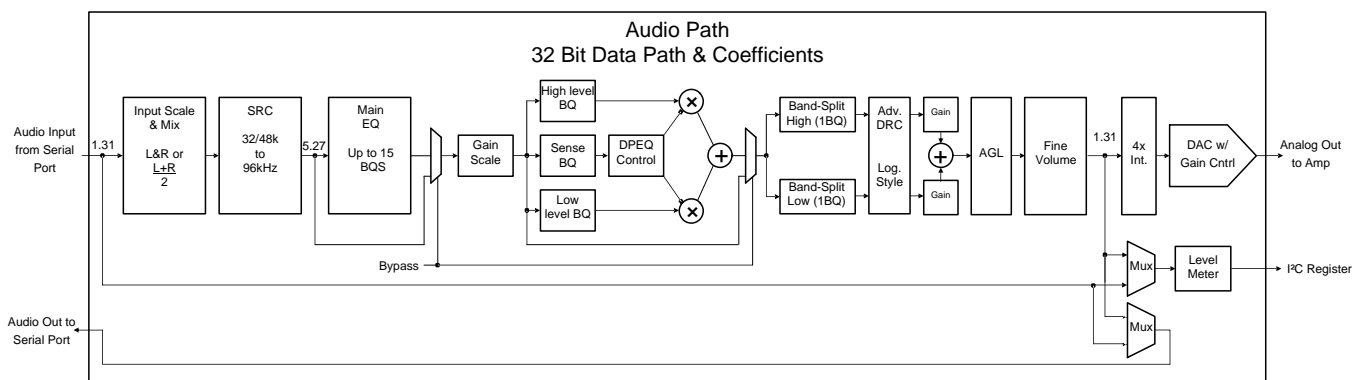 Audio Path
32 Bit Data Path & Coefficients
Audio Input
from Serial
Port
1.31
Input Scale
& Mix
L&R or
L+R
2
SRC
32/48k
to
96kHz
5.27
Main
EQ
Up to 15
BQS
Gain
Scale
High level
BQ
Sense
BQ
Low
level BQ
DPEQ
Control
×
+
×
Bypass
Band-Split
High (1BQ)
Band-Split
Low (1BQ)
Adv.
DRC
Log.
Style
Gain
+
Gain
AGL
Fine
Volume
1.31
4x
Int.
DAC w/
Gain Cntrl
Analog Out
to Amp
Mux
Level
Meter
I²C Register
Mux
Audio Out to
Serial Port